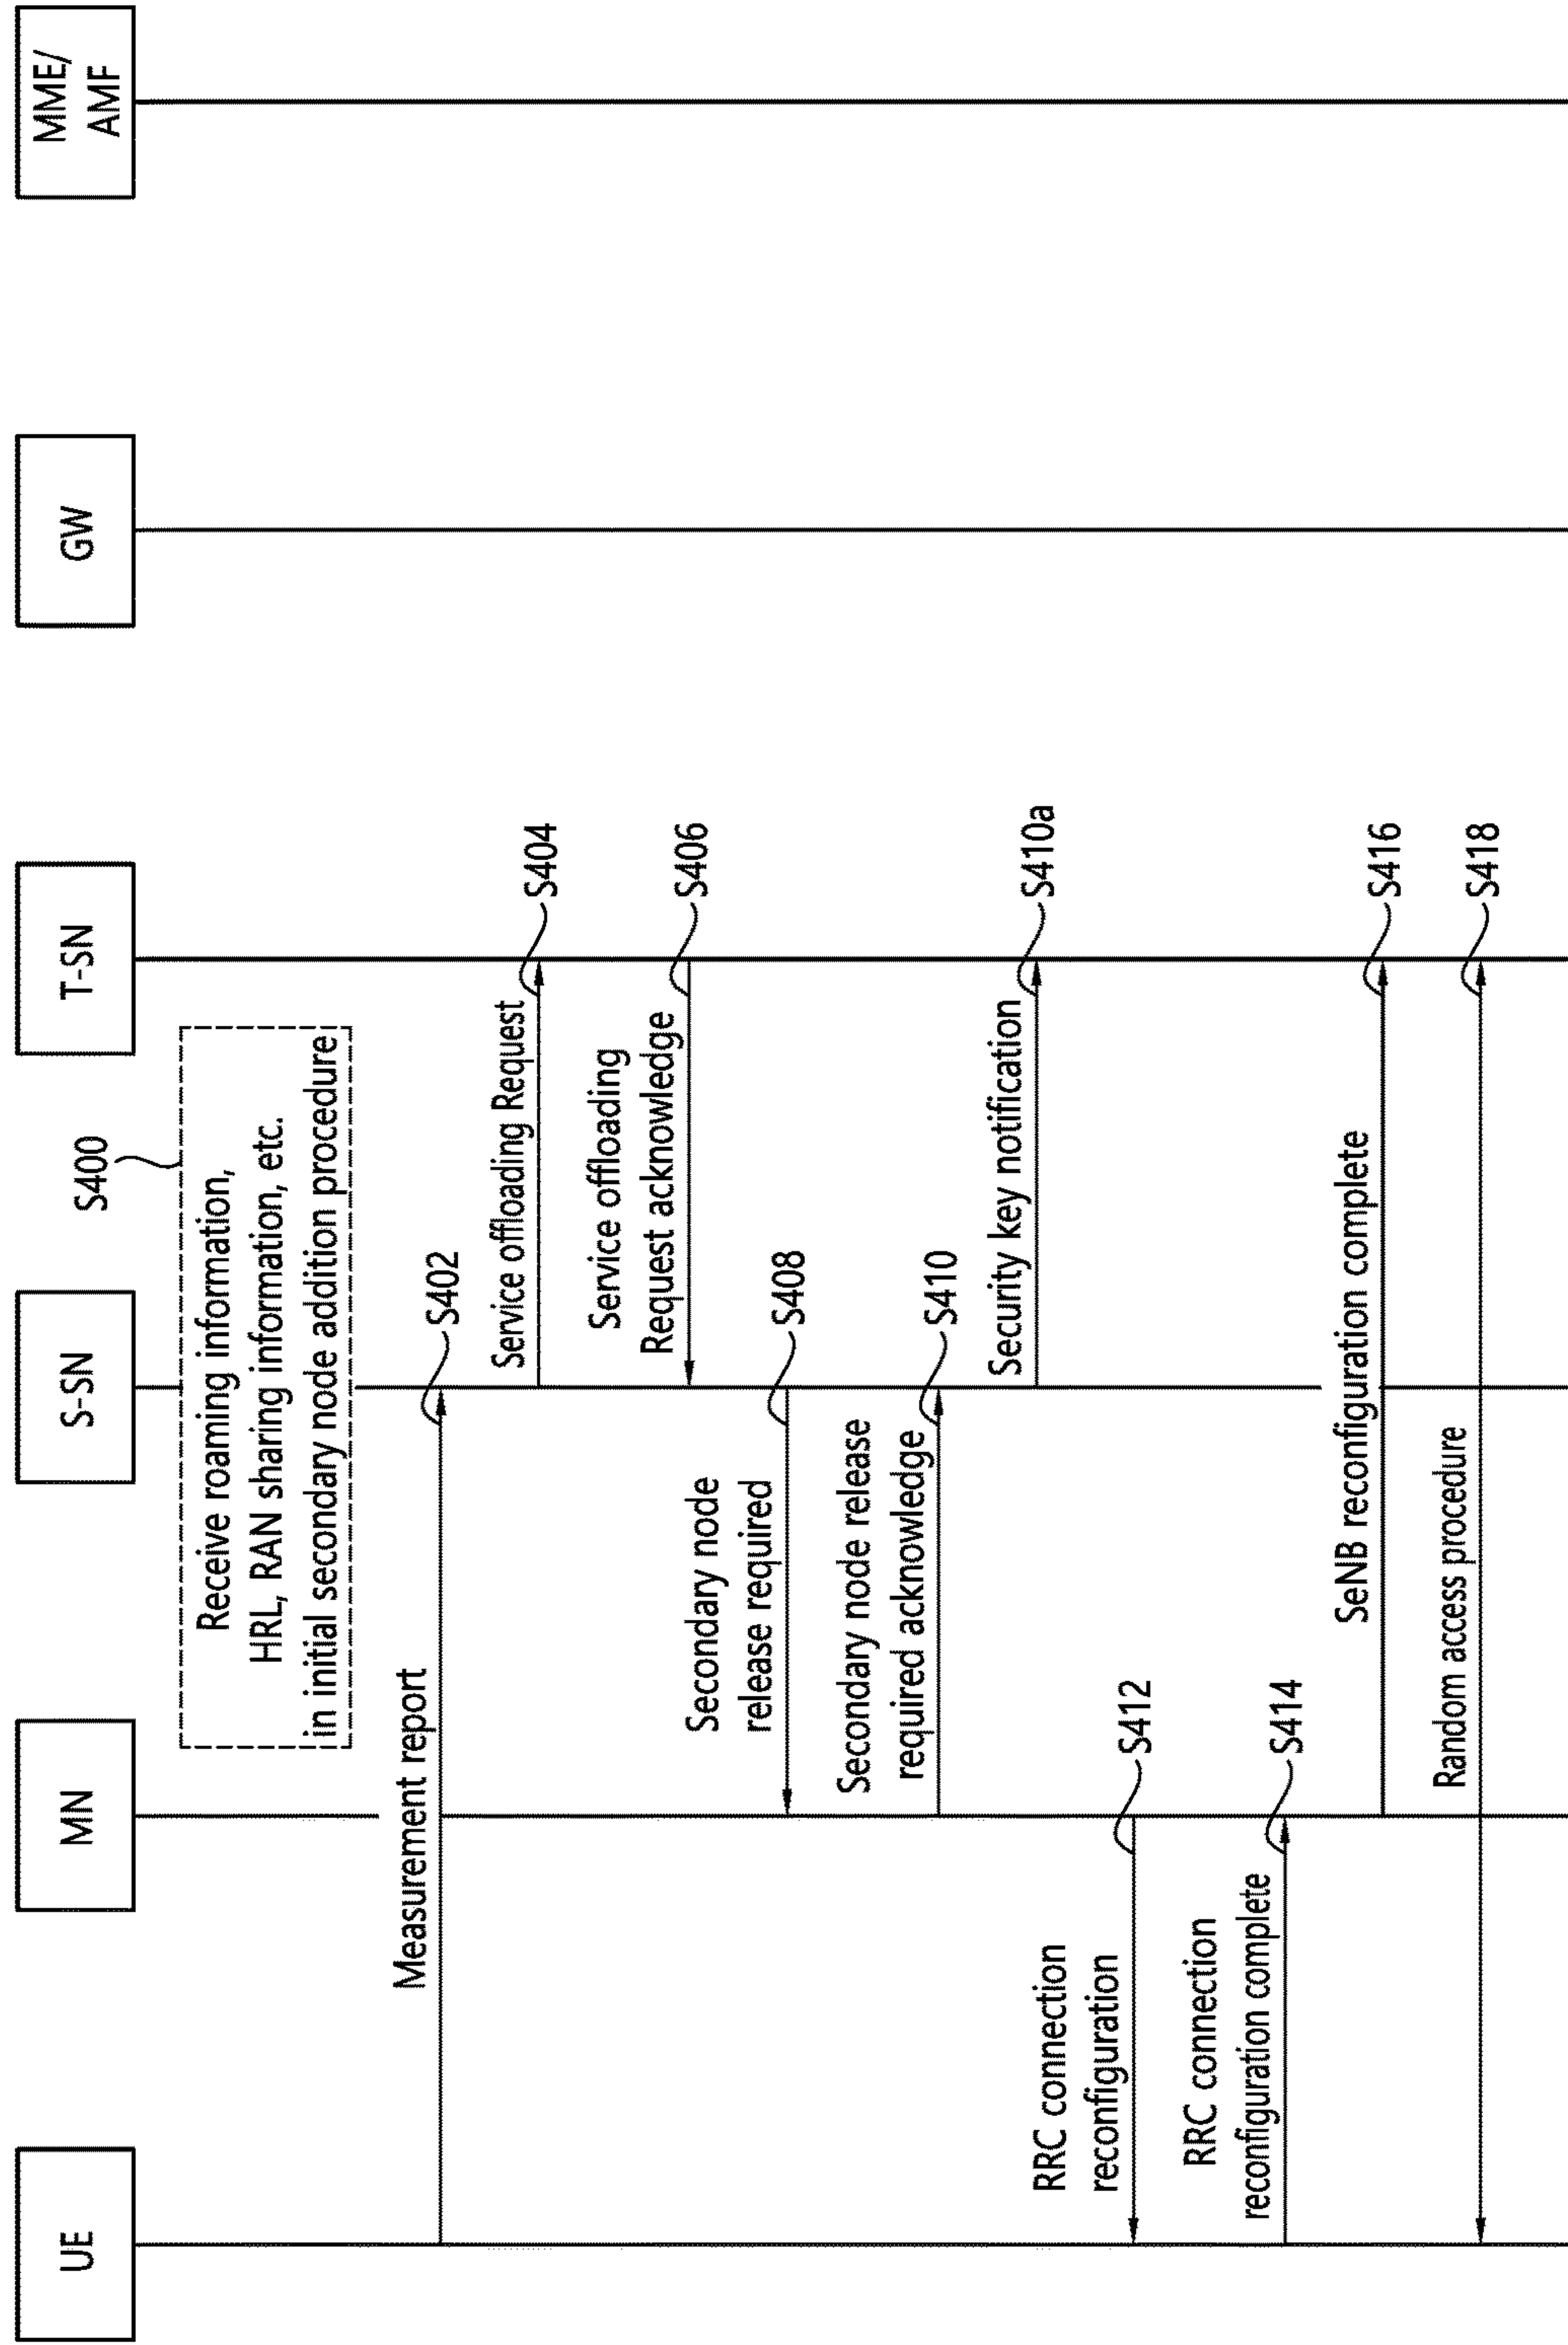 UE
MN
S-SN
T-SN
GW
MME/
AMF
S400
Receive roaming information,
HRL, RAN sharing information, etc.
in initial secondary node addition procedure
Measurement report
S402
Service offloading Request
S404
Service offloading
Request acknowledge
S406
Secondary node
release required
S408
Secondary node release
required acknowledge
S410
Security key notification
S410a
RRC connection
reconfiguration
S412
RRC connection
reconfiguration complete
S414
SeNB reconfiguration complete
S416
Random access procedure
S418